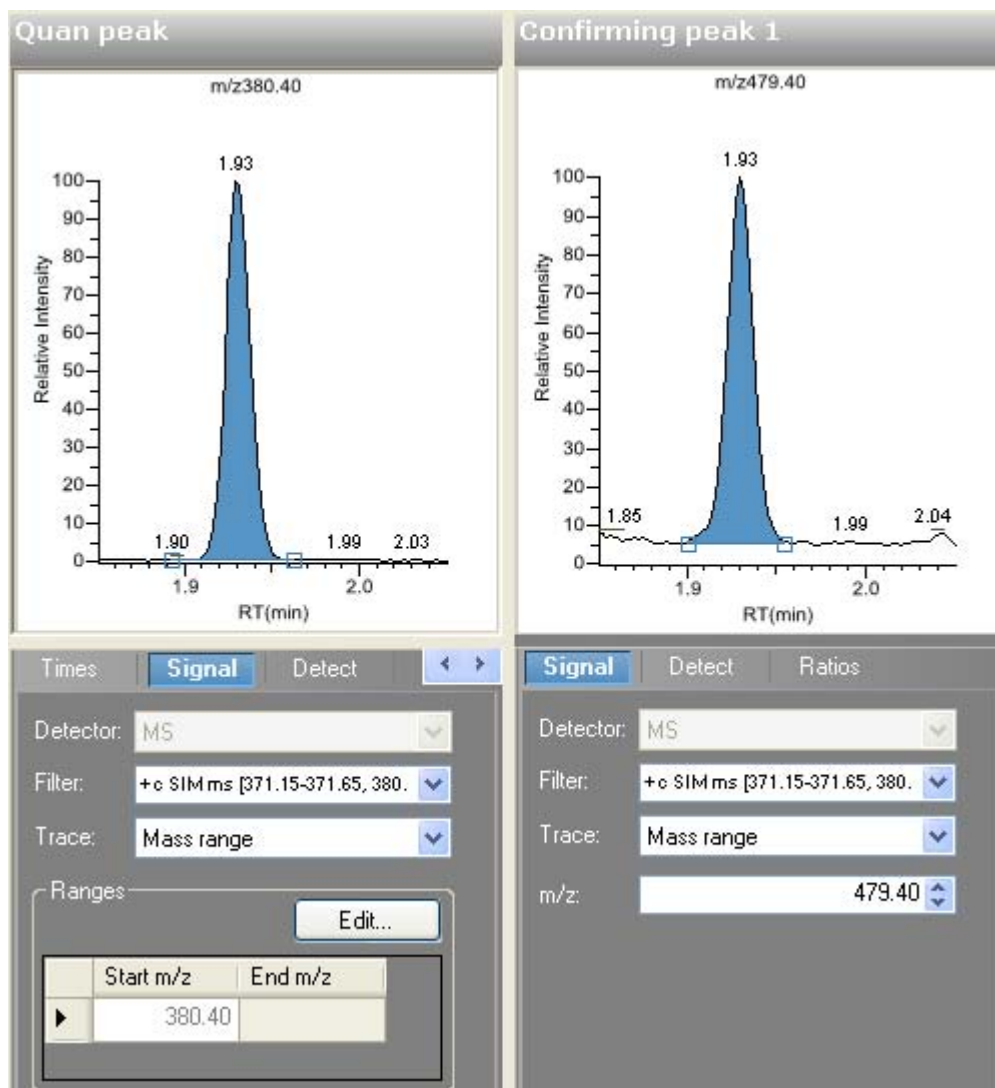 Quan peak
m/z380.40
1.93
100
90
80
70
60
50
40
30
20
10
0
Relative Intensity
1.90
1.99
2.03
1.9
2.0
RT(min)
Times
Signal
Detect
Detector:
MS
Filter:
+c SIM ms [371.15-371.65, 380.
Trace:
Mass range
Ranges
Edit...
Start m/z
End m/z
380.40
Confirming peak 1
m/z479.40
1.93
100
90
80
70
60
50
40
30
20
10
0
Relative Intensity
1.85
1.99
2.04
1.9
2.0
RT(min)
Signal
Detect
Ratios
Detector:
MS
Filter:
+c SIM ms [371.15-371.65, 380.
Trace:
Mass range
m/z:
479.40